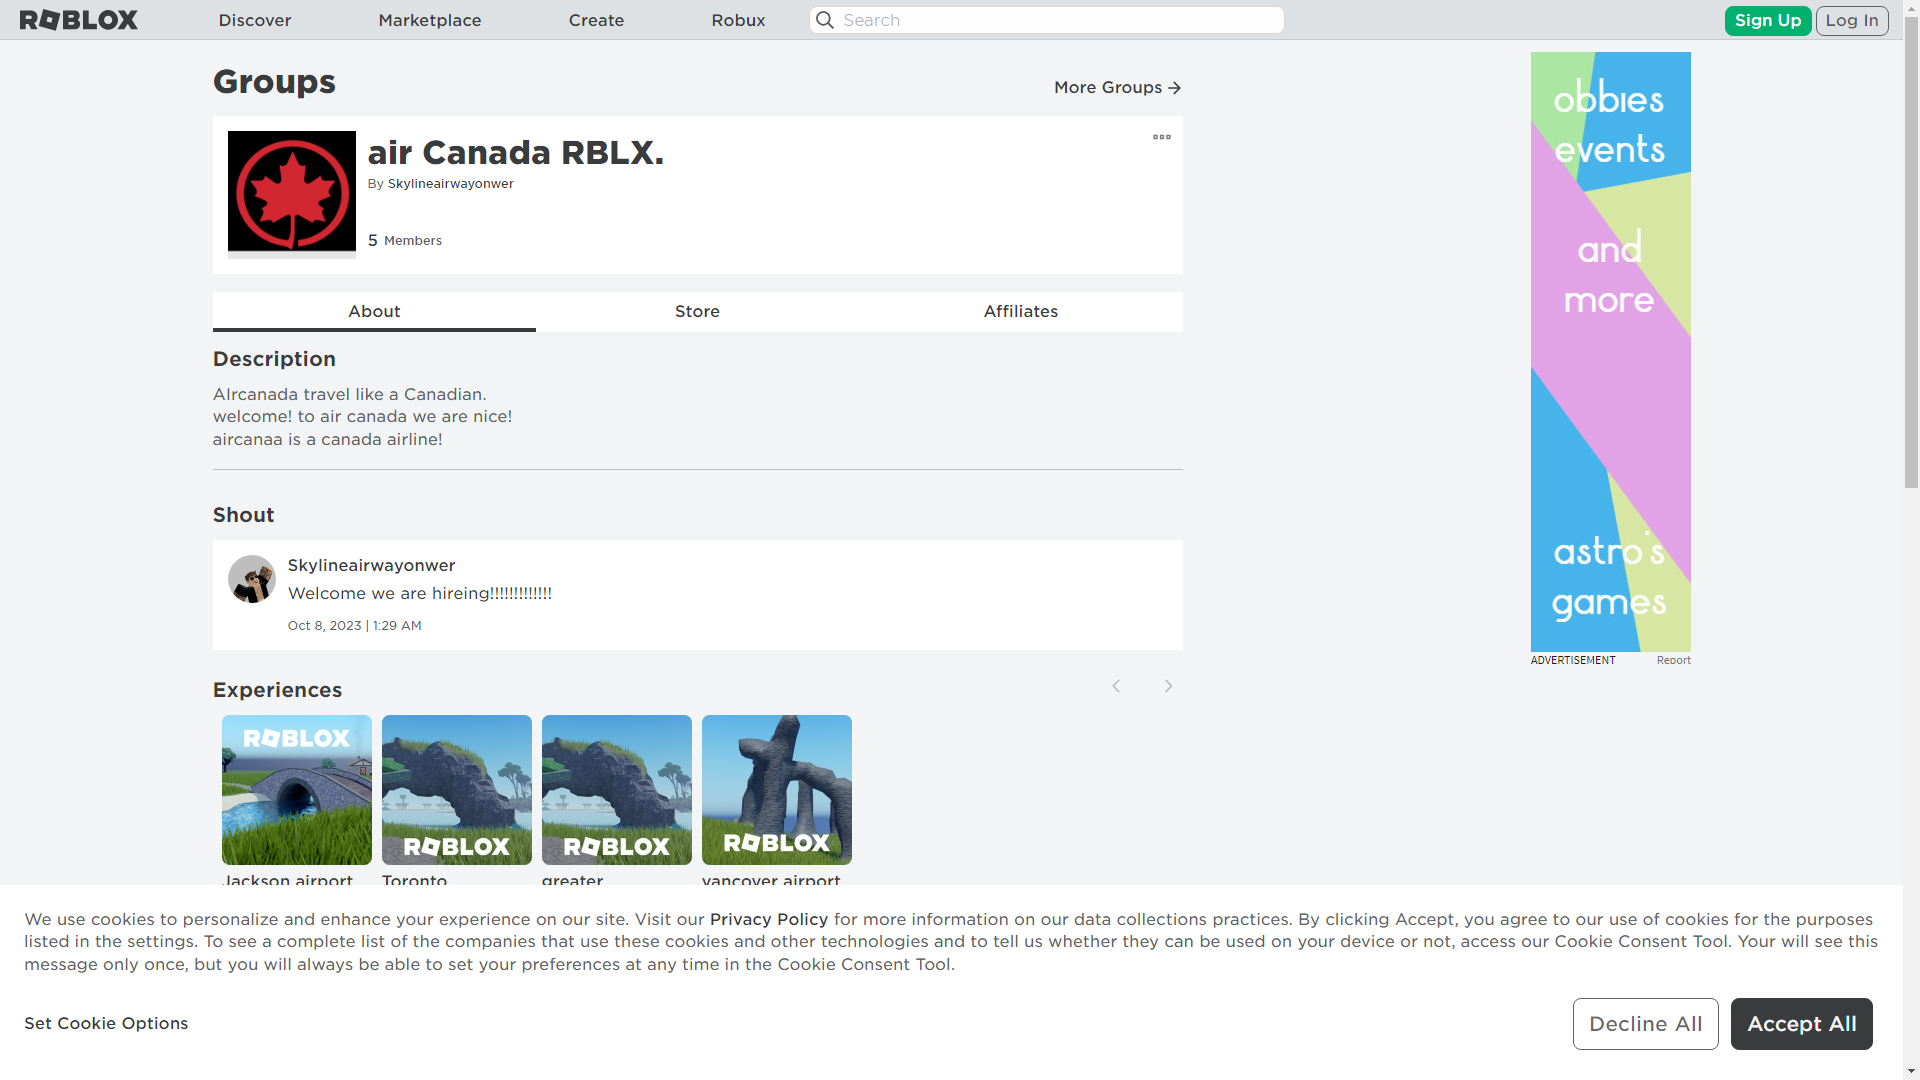 ROBLOX
Discover
Marketplace
Create
Robux
Search
Sign Up
Log In
Groups
More Groups
air Canada RBLX.
By Skylineairwayonwer
5 Members
About
Store
Affiliates
Description
AIrcanada travel like a Canadian.
welcome! to air canada we are nice!
aircanaa is a canada airline!
Shout
Skylineairwayonwer
Welcome we are hireing!!!!!!!!!!!!!
Oct 8, 2023 | 1:29 AM
Experiences
ROBLOX
ROBLOX
ROBLOX
ROBLOX
Jackson airport
Toronto
greater
vancover airport
obbies
events
and
more
astro's
games
ADVERTISEMENT
Report
We use cookies to personalize and enhance your experience on our site. Visit our Privacy Policy for more information on our data collections practices. By clicking Accept, you agree to our use of cookies for the purposes
listed in the settings. To see a complete list of the companies that use these cookies and other technologies and to tell us whether they can be used on your device or not, access our Cookie Consent Tool. Your will see this
message only once, but you will always be able to set your preferences at any time in the Cookie Consent Tool.
Set Cookie Options
Decline All
Accept All